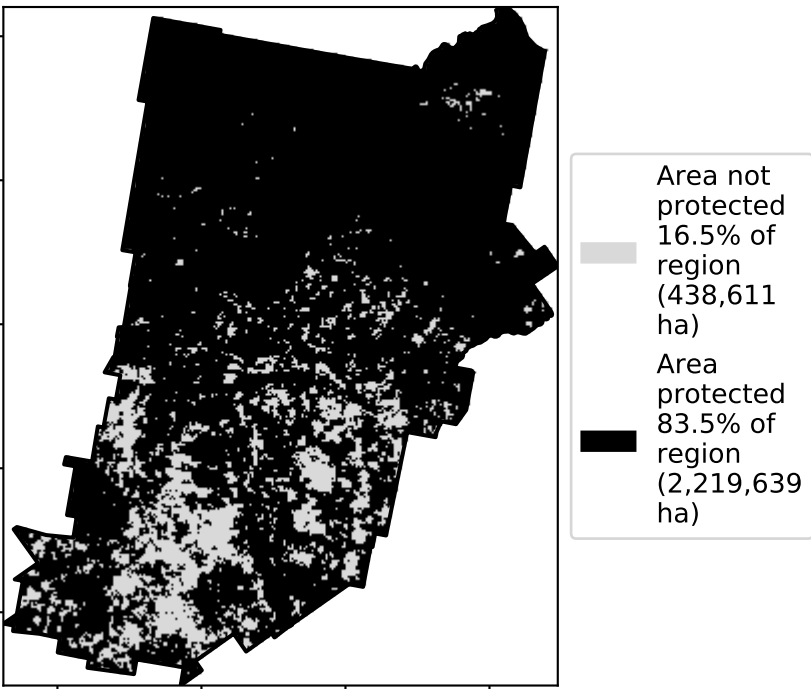 Area not
protected
16.5% of
region
(438,611
ha)
Area
protected
83.5% of
region
(2,219,639
ha)